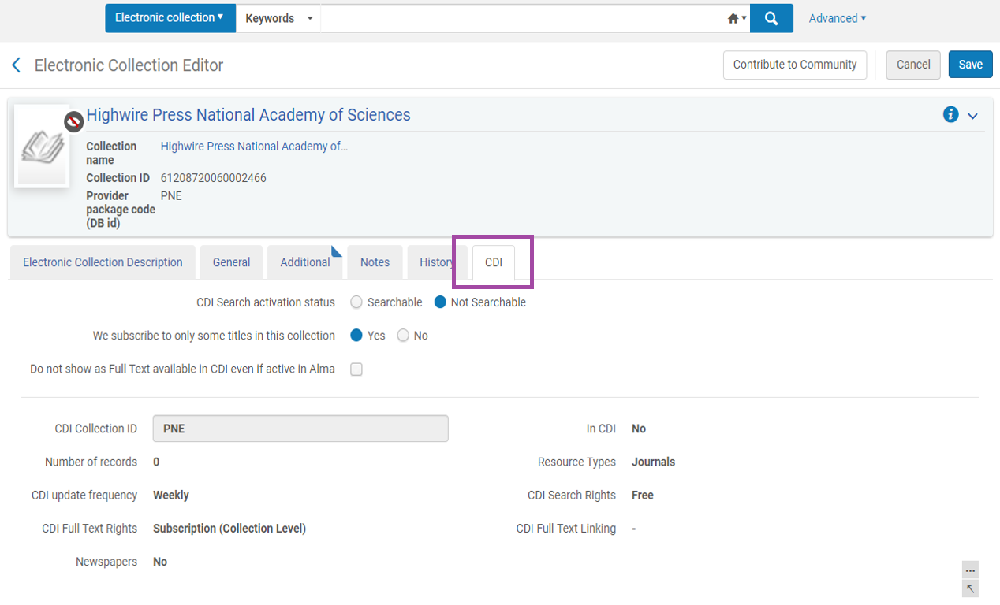 Electronic collection
Keywords
Advanced
Electronic Collection Editor
Contribute to Community
Cancel
Save
Highwire Press National Academy of Sciences
Collection name
Highwire Press National Academy of...
Collection ID 61208720060002466
Provider package code (DB id)
PNE
Electronic Collection Description General Additional Notes History CDI
CDI Search activation status Searchable Not Searchable
We subscribe to only some titles in this collection Yes No
Do not show as Full Text available in CDI even if active in Alma
CDI Collection ID PNE In CDI No
Number of records 0 Resource Types Journals
CDI update frequency Weekly CDI Search Rights Free
CDI Full Text Rights Subscription (Collection Level) CDI Full Text Linking -
Newspapers No